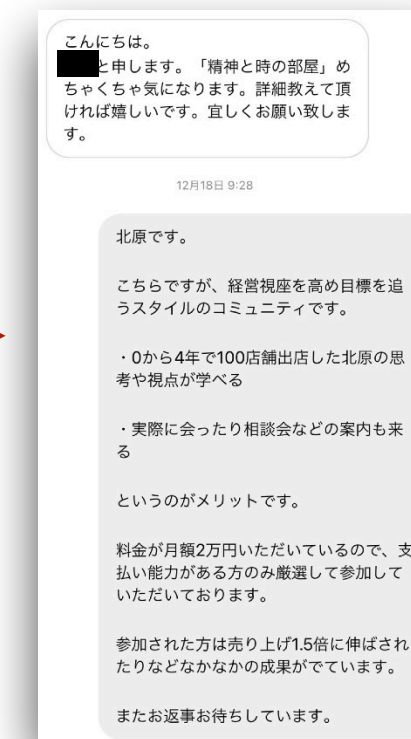 こんにちは。
と申します。「精神と時の部屋」め
ちゃくちゃ気になります。詳細教えて頂
ければ嬉しいです。宜しくお願い致しま
す。
12月18日 9:28
北原です。
こちらですが、経営視座を高め目標を追
うスタイルのコミュニティです。
・0から4年で100店舗出店した北原の思
考や視点が学べる
・実際に会ったり相談会などの案内も来
る
というのがメリットです。
料金が月額2万円いただいているので、支
払い能力がある方のみ厳選して参加して
いただいております。
参加された方は売り上げ1.5倍に伸ばされ
たりなどなかなかの成果がでています。
またお返事お待ちしています。